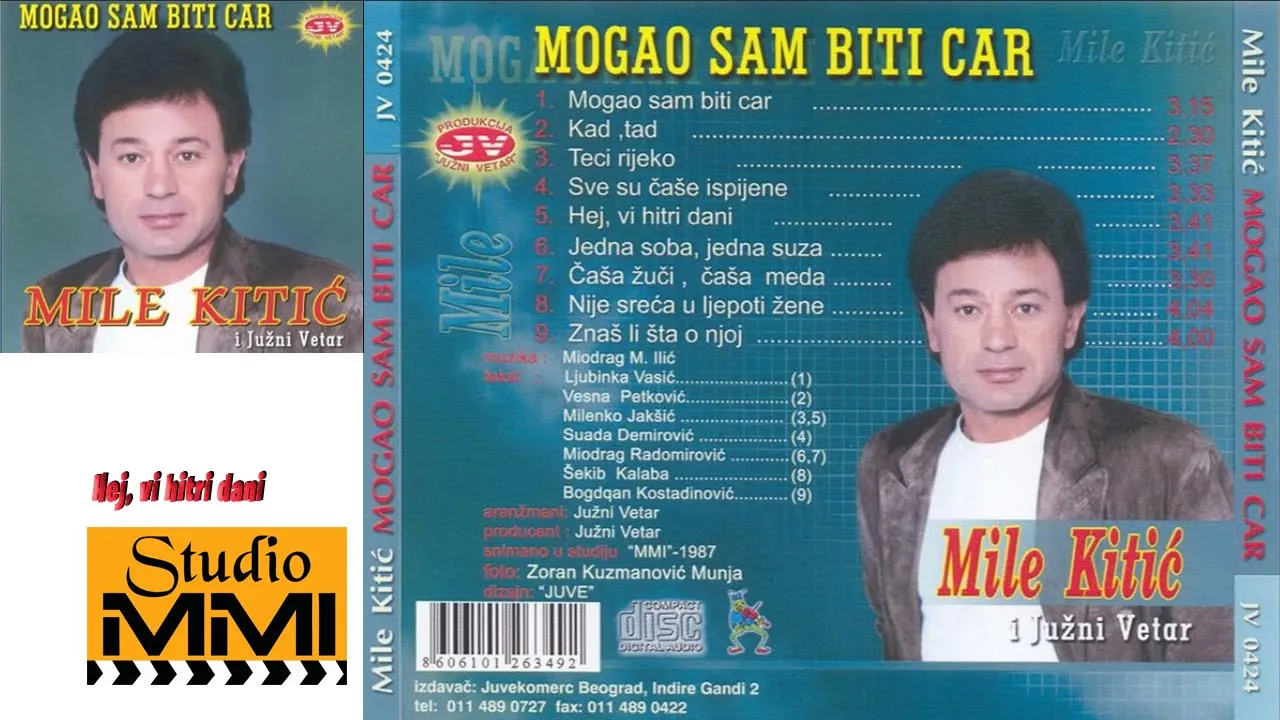 MOGAO SAM BITI CAR
JV
MILE KITIĆ
i Južni Vetar
Hej, vi hitri dani
Studio
MMI
JV 0424
MOGAO SAM BITI CAR
Mile Kitić
MOGAO SAM BITI CAR
Mile Kitić
PRODUKCIJA
JV
"JUŽNI VETAR"
Mile
1. Mogao sam biti car ........ 3,15
2. Kad ,tad ........ 2,30
3. Teci rijeko ........ 3,37
4. Sve su čaše ispijene ........ 3,33
5. Hej, vi hitri dani ........ 3,41
6. Jedna soba, jedna suza ........ 3,41
7. Čaša žuči , čaša meda ........ 3,30
8. Nije sreća u ljepoti žene ........ 4,04
9. Znaš li šta o njoj ........ 4,00
muzika : Miodrag M. Ilić
tekst : Ljubinka Vasić........(1)
Vesna Petković........(2)
Milenko Jakšić ........(3,5)
Suada Demirović ........(4)
Miodrag Radomirović ........(6,7)
Šekib Kalaba ........(8)
Bogdqan Kostadinović........(9)
aranžmani: Južni Vetar
producent : Južni Vetar
snimano u studiju "MMI"-1987
foto: Zoran Kuzmanović Munja
dizajn: "JUVE"
8 606101 263492
COMPACT
disc
DIGITAL AUDIO
izdavač: Juvekomerc Beograd, Indire Gandi 2
tel: 011 489 0727 fax: 011 489 0422
Mile Kitić
i Južni Vetar
Mile Kitić MOGAO SAM BITI CAR
JV 0424